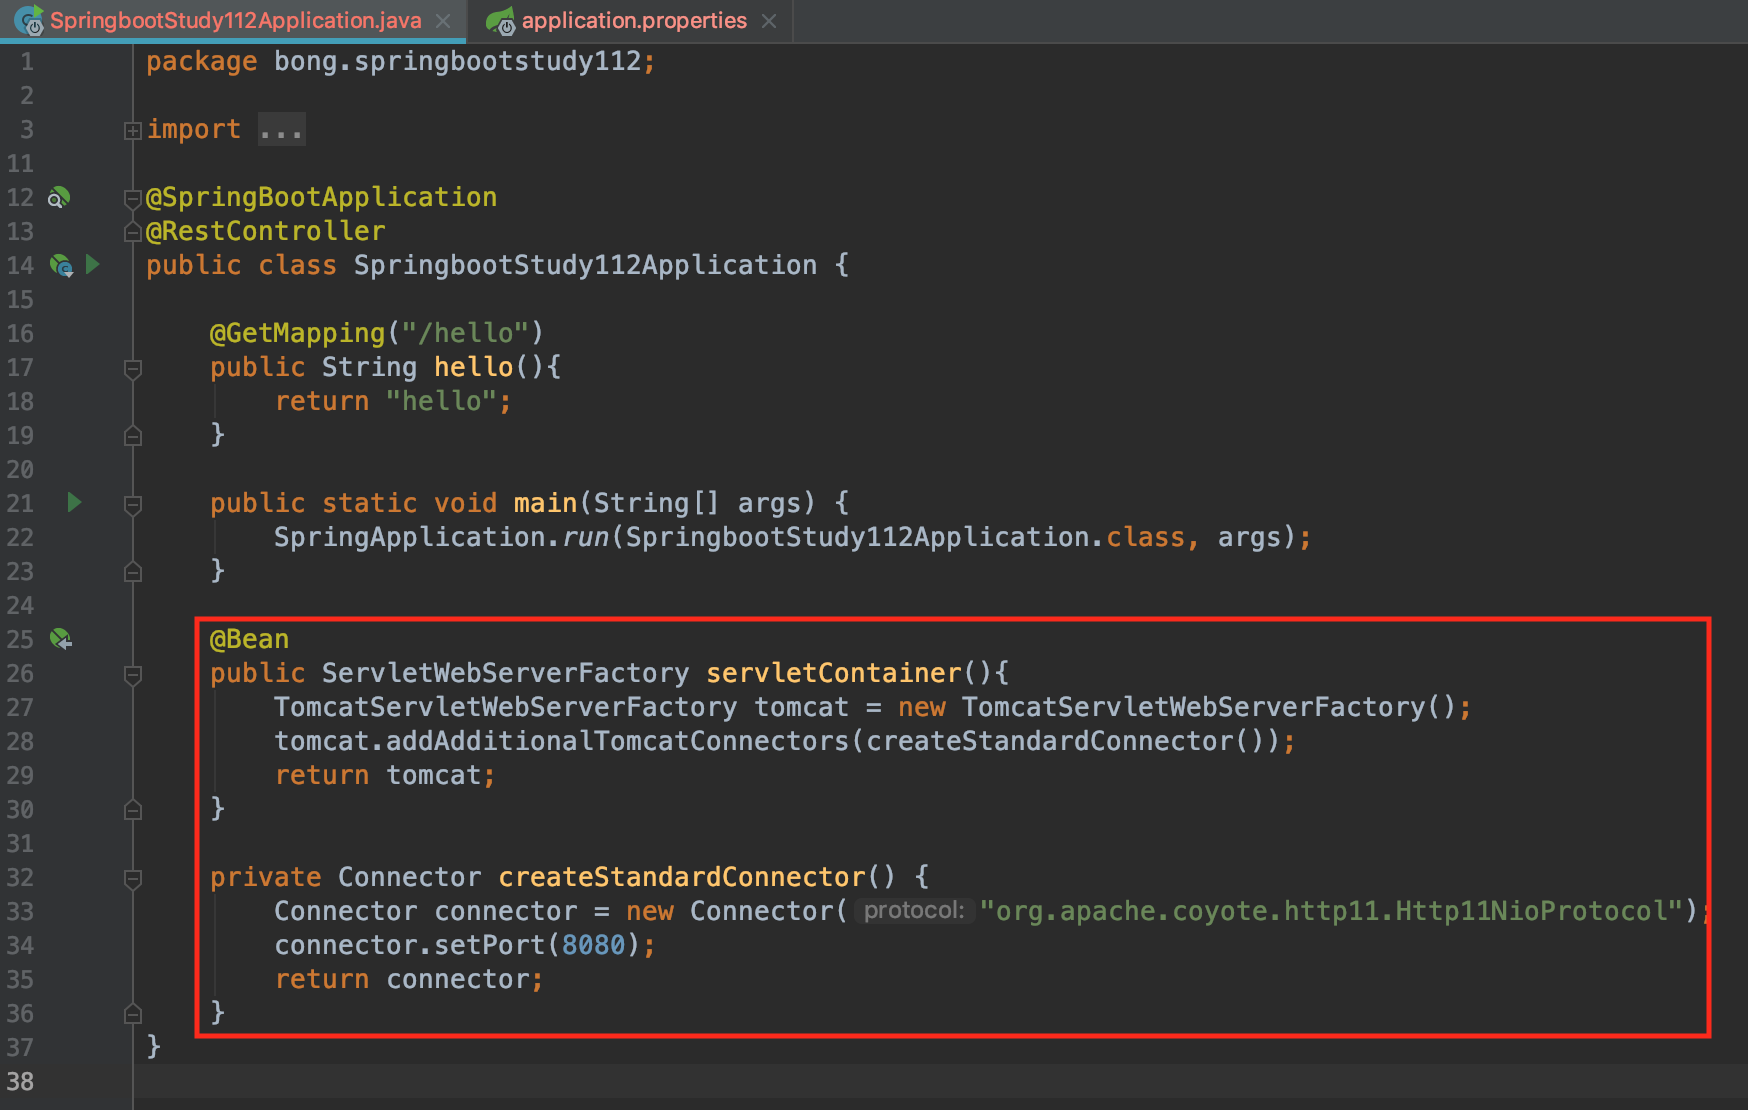 SpringbootStudy112Application.java × application.properties ×
1 package bong.springbootstudy112;
2
3 import ...
11
12 @SpringBootApplication
13 @RestController
14 public class SpringbootStudy112Application {
15
16 @GetMapping("/hello")
17 public String hello(){
18 return "hello";
19 }
20
21 public static void main(String[] args) {
22 SpringApplication.run(SpringbootStudy112Application.class, args);
23 }
24
25 @Bean
26 public ServletWebServerFactory servletContainer(){
27 TomcatServletWebServerFactory tomcat = new TomcatServletWebServerFactory();
28 tomcat.addAdditionalTomcatConnectors(createStandardConnector());
29 return tomcat;
30 }
31
32 private Connector createStandardConnector() {
33 Connector connector = new Connector( protocol: "org.apache.coyote.http11.Http11NioProtocol");
34 connector.setPort(8080);
35 return connector;
36 }
37 }
38